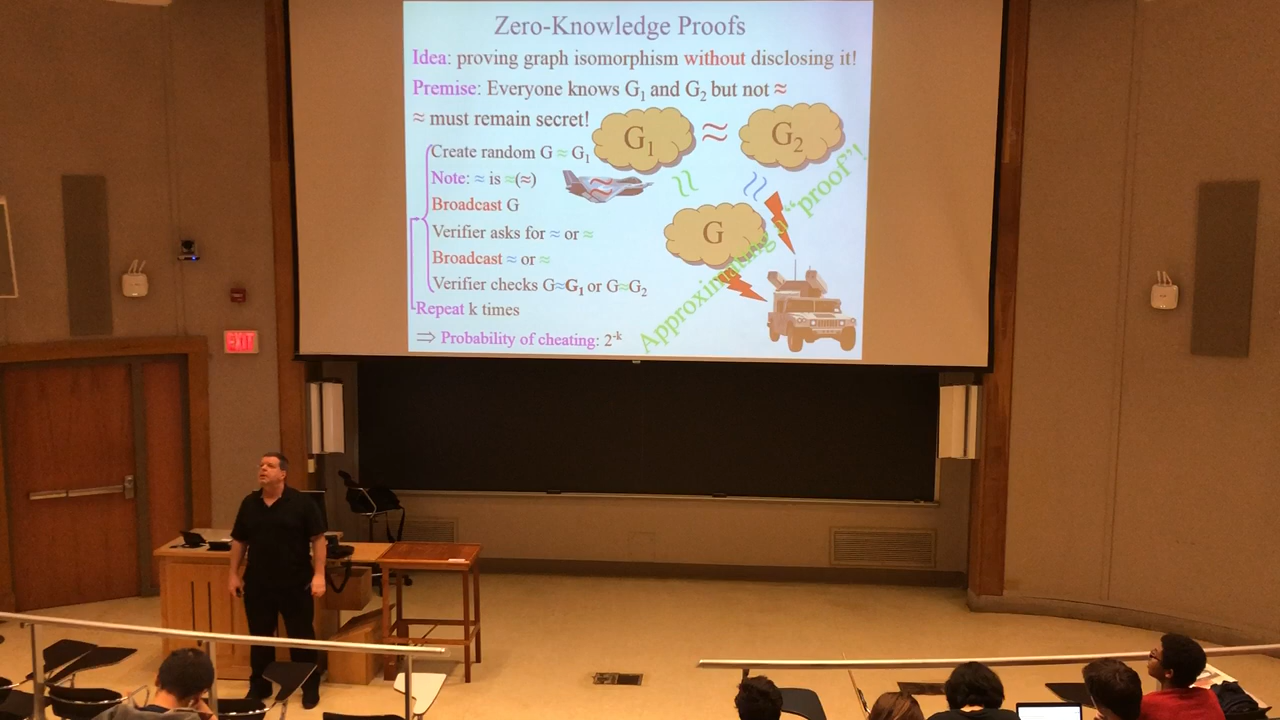 Zero-Knowledge Proofs
Idea: proving graph isomorphism without disclosing it!
Premise: Everyone knows G₁ and G₂ but not ≈
≈ must remain secret!
G₁ ≈ G₂
Create random G ≈ G₁
Note: ≈ is ≈(≈)
≈
≈ ≈
Broadcast G
G
Verifier asks for ≈ or ≈
Broadcast ≈ or ≈
Verifier checks G≈G₁ or G≈G₂
Repeat k times
⇒ Probability of cheating: 2⁻ᵏ
Approximating a “proof”!
EXIT